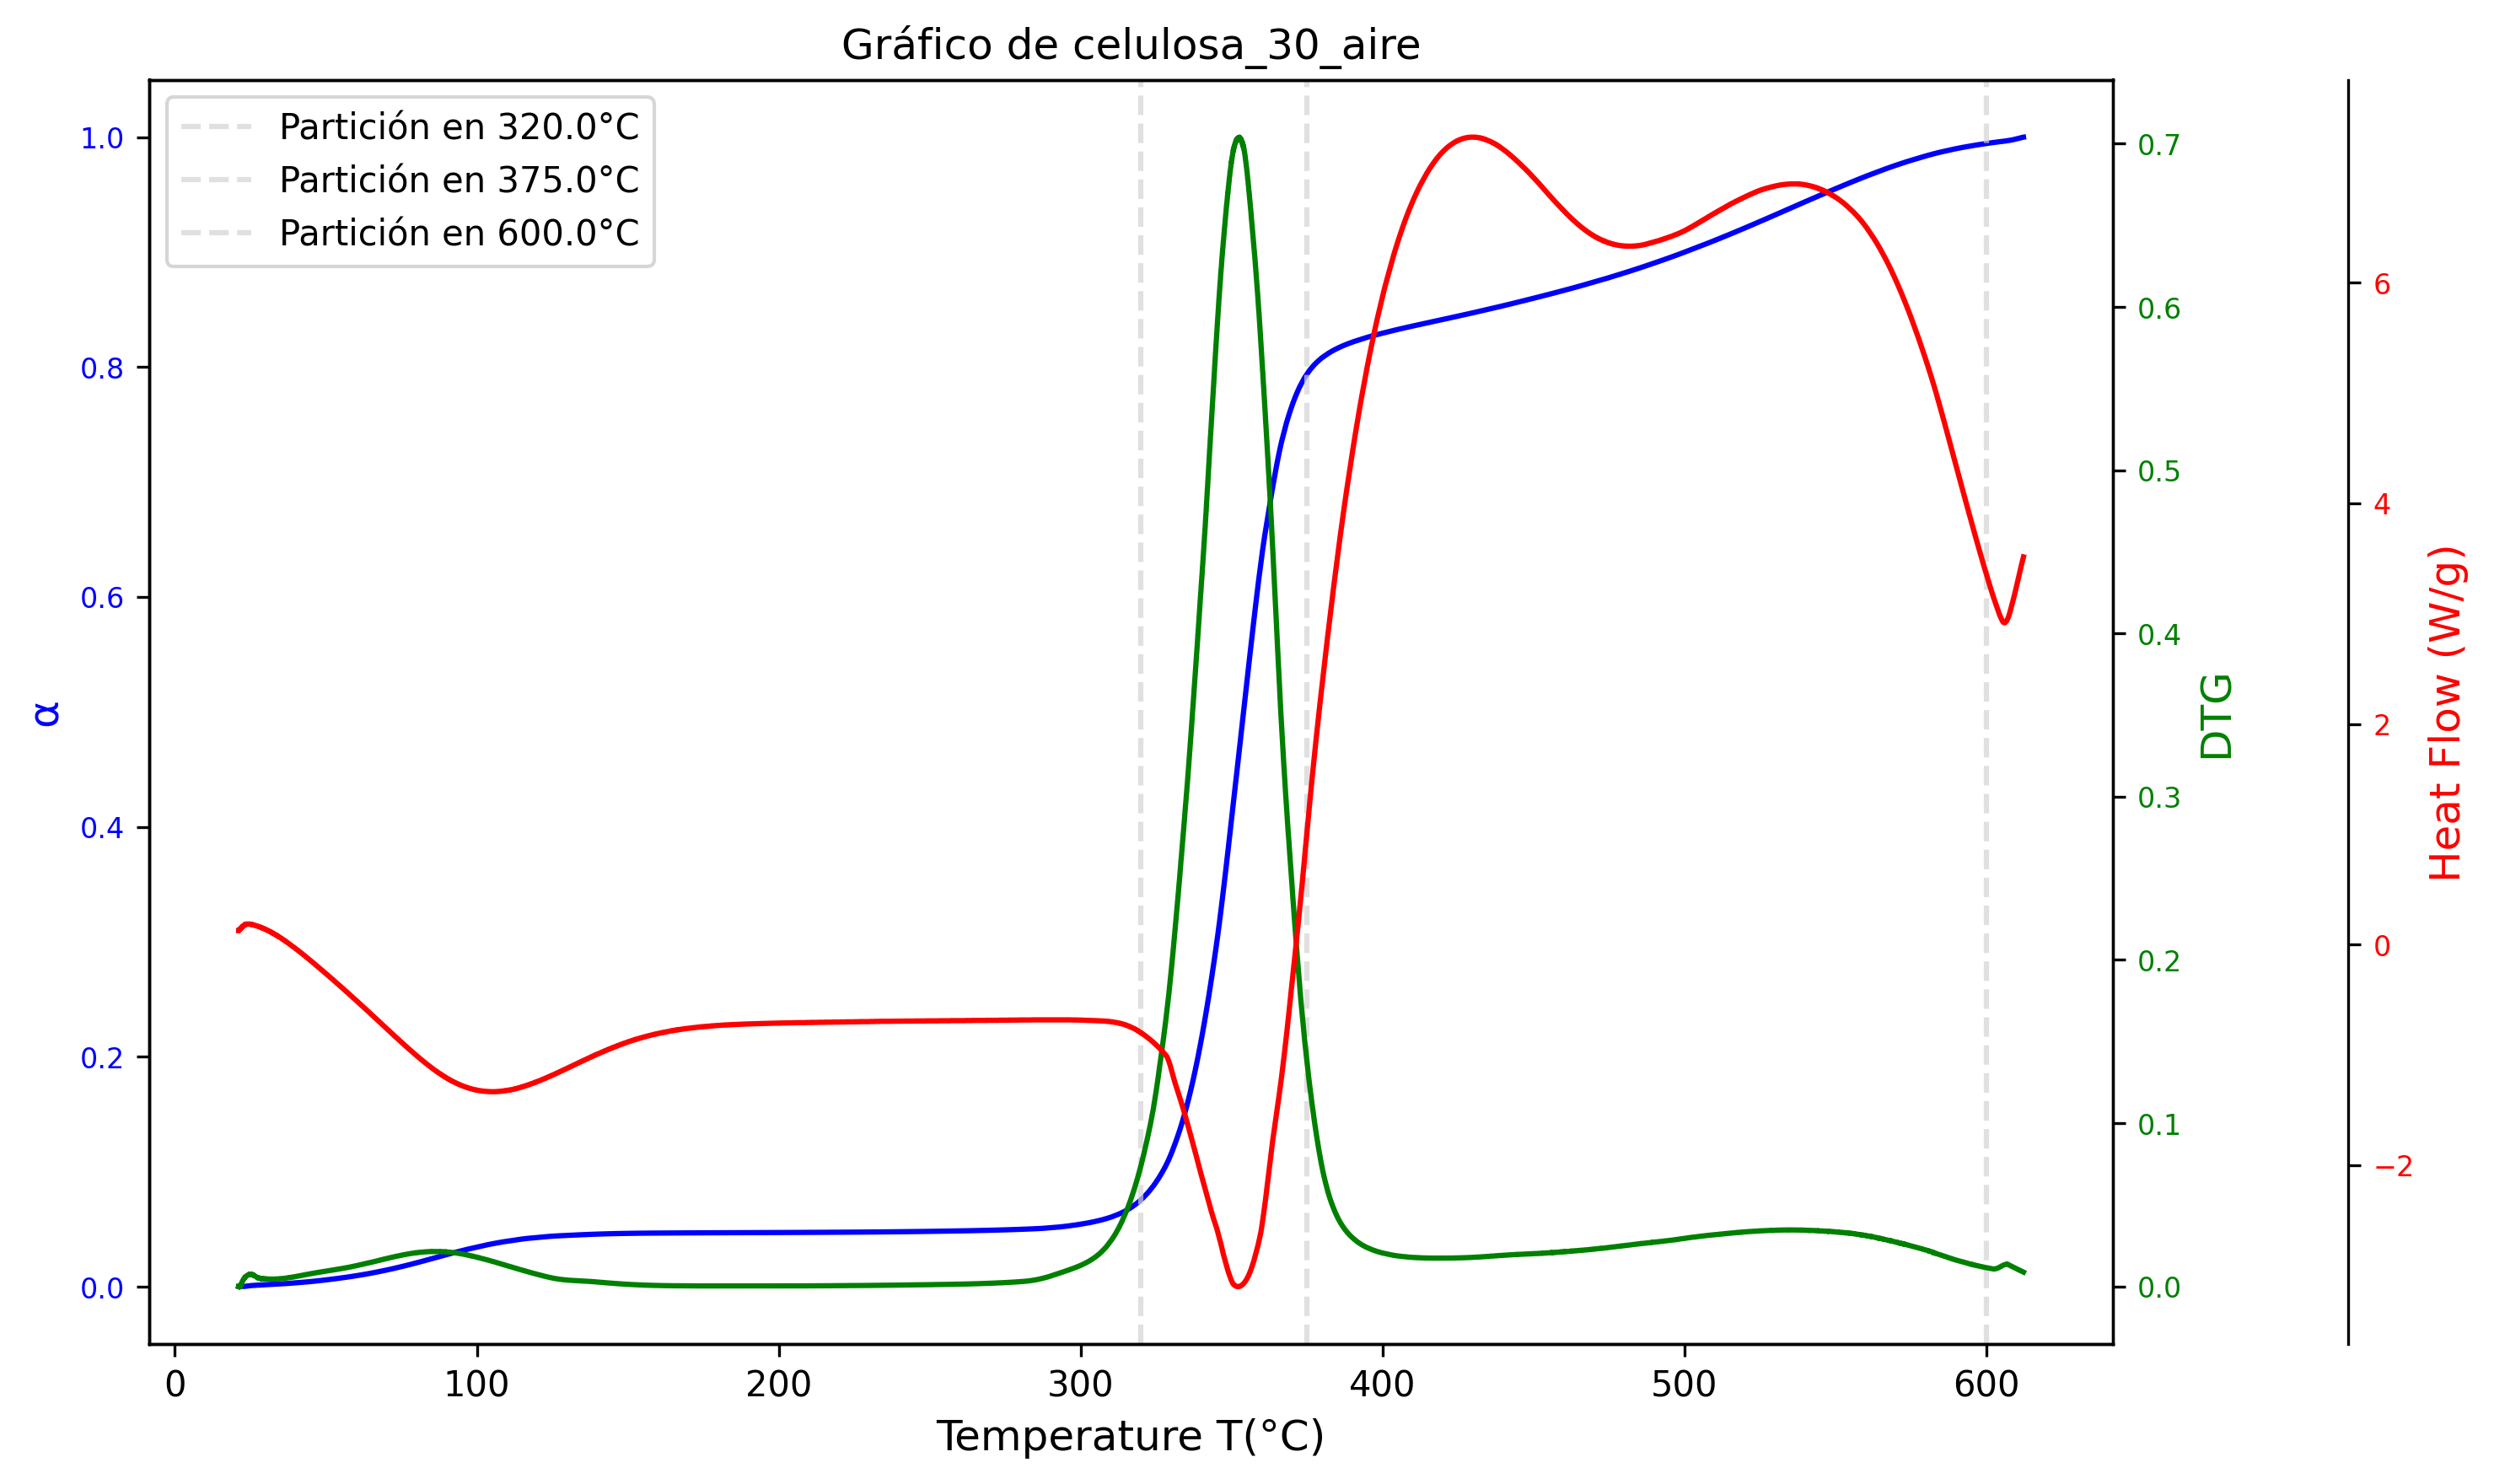 Gráfico de celulosa_30_aire
Partición en 320.0°C
Partición en 375.0°C
Partición en 600.0°C
1.0
0.8
0.6
0.4
0.2
0.0
α
0.7
0.6
0.5
0.4
0.3
0.2
0.1
0.0
DTG
6
4
2
0
−2
Heat Flow (W/g)
0 100 200 300 400 500 600
Temperature T(°C)